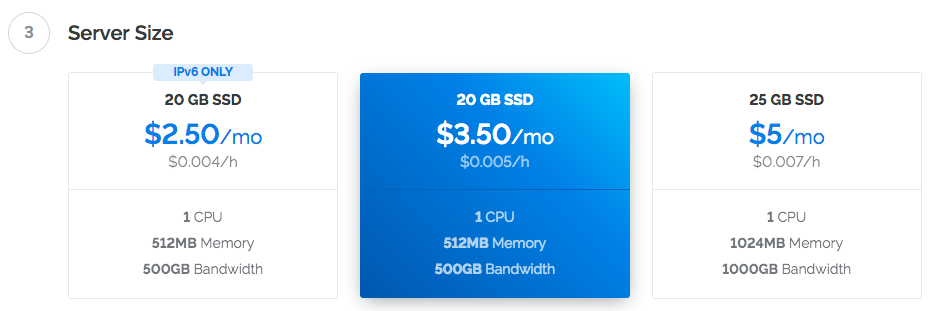 3
Server Size
IPv6 ONLY
20 GB SSD
$2.50/mo
$0.004/h
1 CPU
512MB Memory
500GB Bandwidth
20 GB SSD
$3.50/mo
$0.005/h
1 CPU
512MB Memory
500GB Bandwidth
25 GB SSD
$5/mo
$0.007/h
1 CPU
1024MB Memory
1000GB Bandwidth